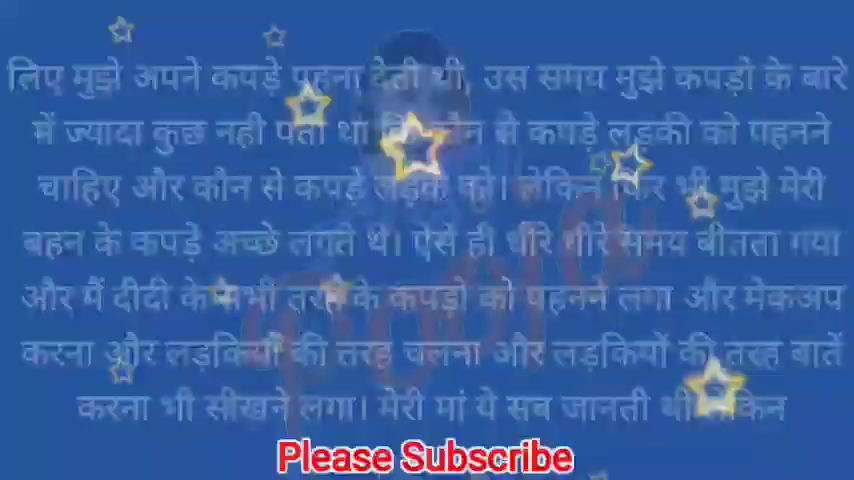 लिए मुझे अपने कपड़े पहना देती थी, उस समय मुझे कपड़ो के बारे
में ज्यादा कुछ नही पता था कि कौन से कपड़े लड़की को पहनने
चाहिए और कौन से कपड़े लड़के को। लेकिन फिर भी मुझे मेरी
बहन के कपड़े अच्छे लगते थे। ऐसे ही धीरे धीरे समय बीतता गया
और मैं दीदी के सभी तरह के कपड़ो को पहनने लगा और मेकअप
करना और लड़कियों की तरह चलना और लड़कियों की तरह बातें
करना भी सीखने लगा। मेरी मां ये सब जानती थी लेकिन
Please Subscribe